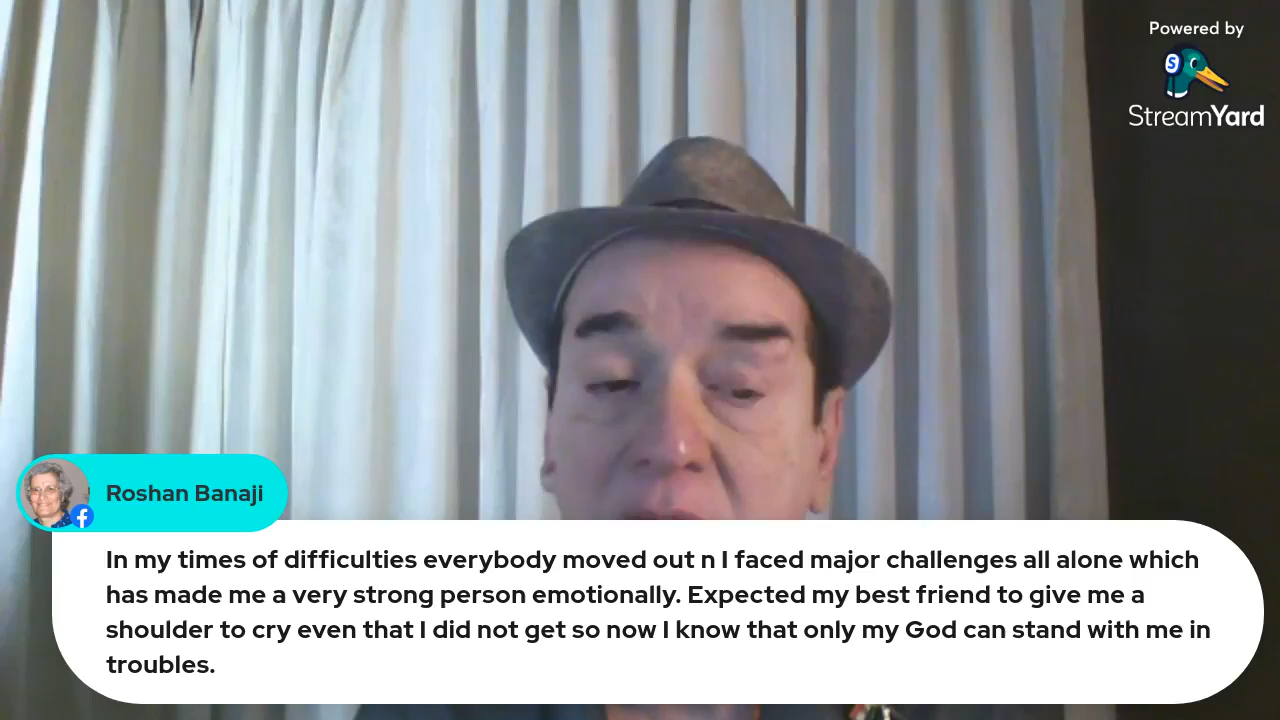 Powered by
StreamYard
Roshan Banaji
In my times of difficulties everybody moved out n I faced major challenges all alone which
has made me a very strong person emotionally. Expected my best friend to give me a
shoulder to cry even that I did not get so now I know that only my God can stand with me in
troubles.